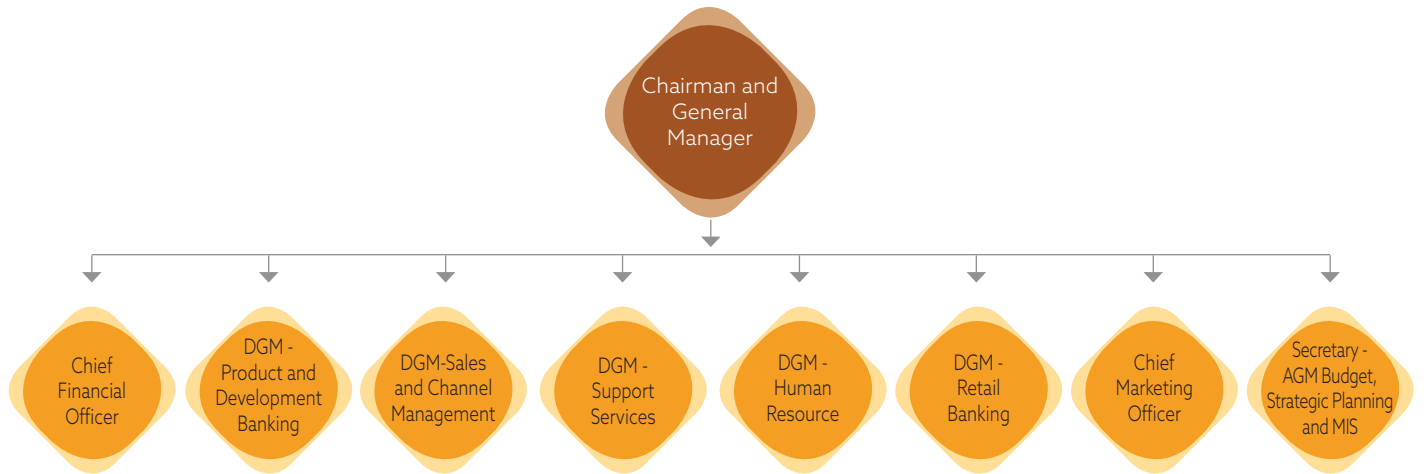 Chairman and
General
Manager
Chief
Financial
Officer
DGM -
Product and
Development
Banking
DGM-Sales
and Channel
Management
DGM -
Support
Services
DGM -
Human
Resource
DGM -
Retail
Banking
Chief
Marketing
Officer
Secretary -
AGM Budget,
Strategic Planning
and MIS